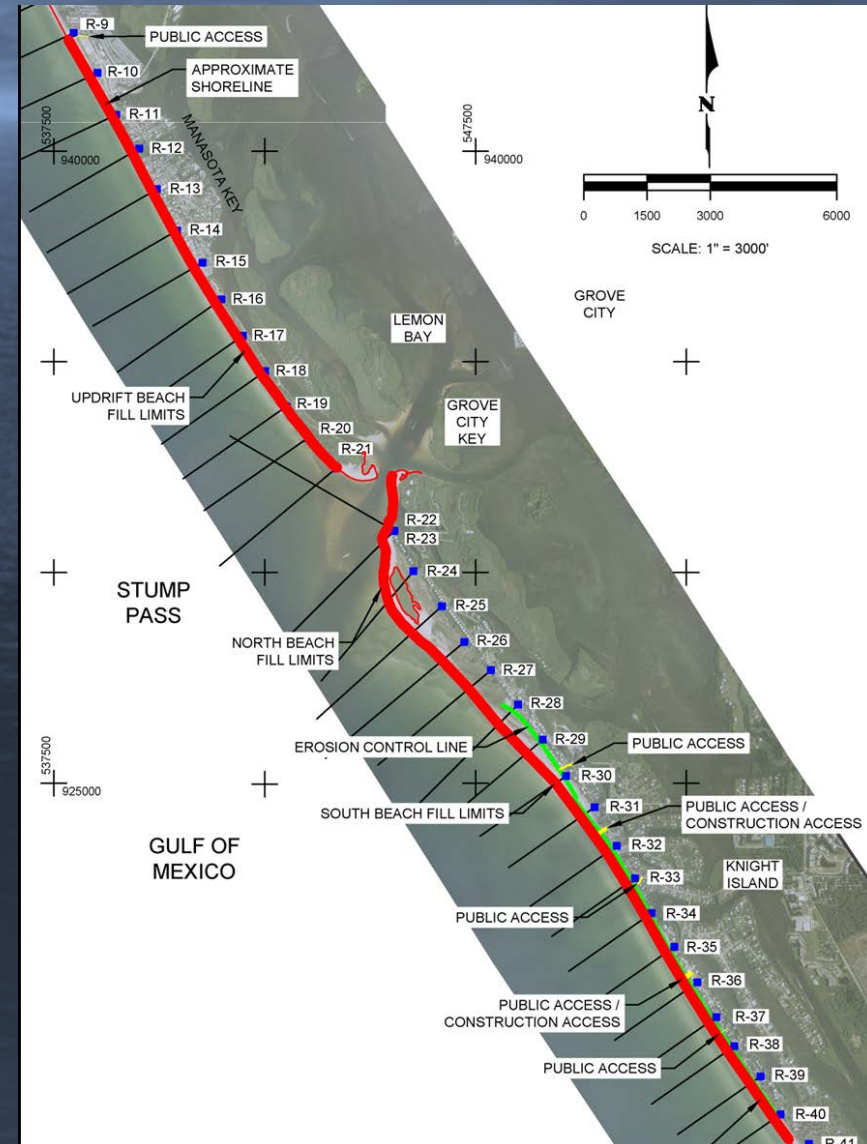 R-9
PUBLIC ACCESS
R-10
APPROXIMATE
SHORELINE
R-11
MANASOTA KEY
537500
940000
547500
940000
R-12
R-13
R-14
R-15
R-16
R-17
R-18
UPDRIFT BEACH
FILL LIMITS
R-19
R-20
R-21
N
0 1500 3000 6000
SCALE: 1" = 3000'
GROVE
CITY
LEMON
BAY
GROVE
CITY
KEY
R-22
R-23
R-24
STUMP
PASS
R-25
NORTH BEACH
FILL LIMITS
R-26
R-27
R-28
EROSION CONTROL LINE
R-29
PUBLIC ACCESS
R-30
537500
925000
SOUTH BEACH FILL LIMITS
R-31
PUBLIC ACCESS /
CONSTRUCTION ACCESS
R-32
GULF OF
MEXICO
KNIGHT
ISLAND
R-33
PUBLIC ACCESS
R-34
R-35
R-36
PUBLIC ACCESS /
CONSTRUCTION ACCESS
R-37
R-38
PUBLIC ACCESS
R-39
R-40
R-41